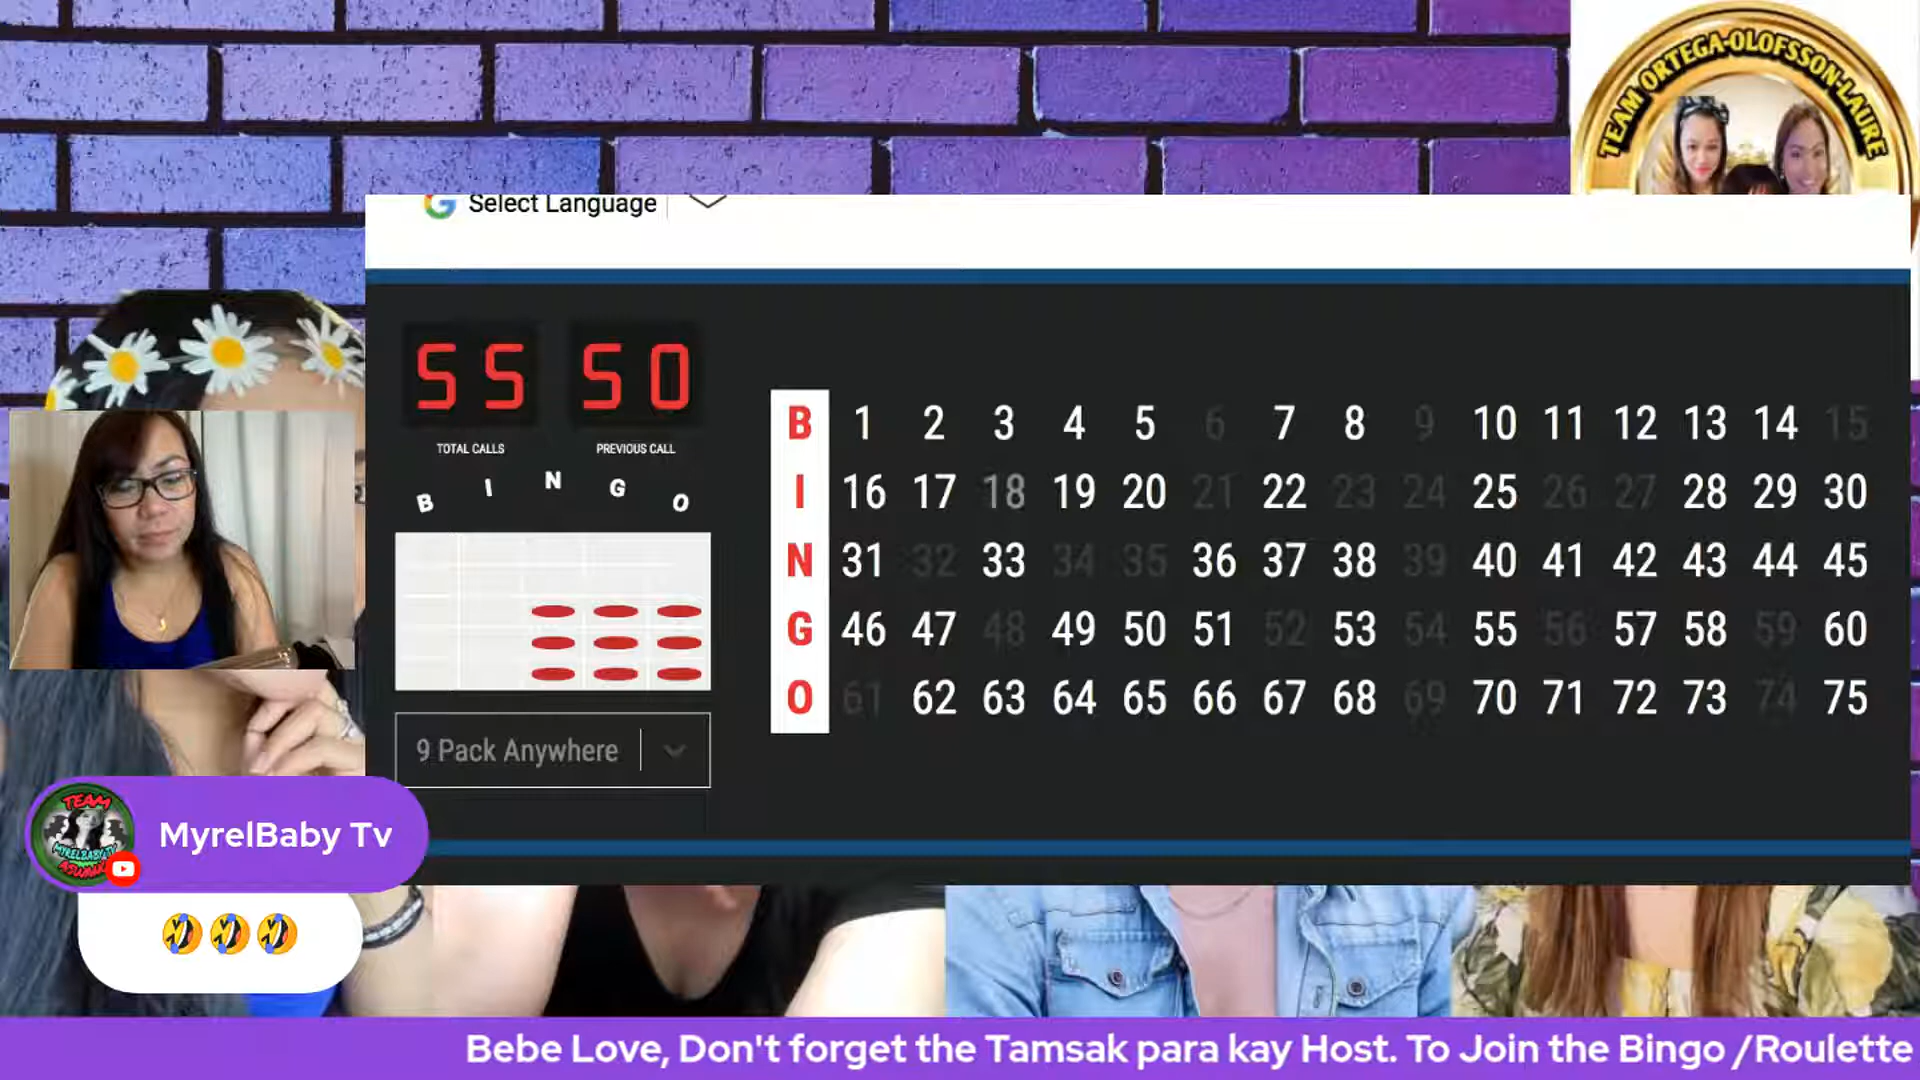 TEAM ORTEGA-OLOFSSON-LAURE
Select Language
55 50
TOTAL CALLS PREVIOUS CALL
B I N G O
B 1 2 3 4 5 6 7 8 9 10 11 12 13 14 15
I 16 17 18 19 20 21 22 23 24 25 26 27 28 29 30
N 31 32 33 34 35 36 37 38 39 40 41 42 43 44 45
G 46 47 48 49 50 51 52 53 54 55 56 57 58 59 60
O 61 62 63 64 65 66 67 68 69 70 71 72 73 74 75
9 Pack Anywhere
TEAM
MYRELBABYTV
MyrelBaby Tv
🤣🤣🤣
Bebe Love, Don't forget the Tamsak para kay Host. To Join the Bingo /Roulette